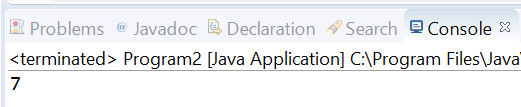 Problems @ Javadoc Declaration Search Console
<terminated> Program2 [Java Application] C:\Program Files\Java\
7